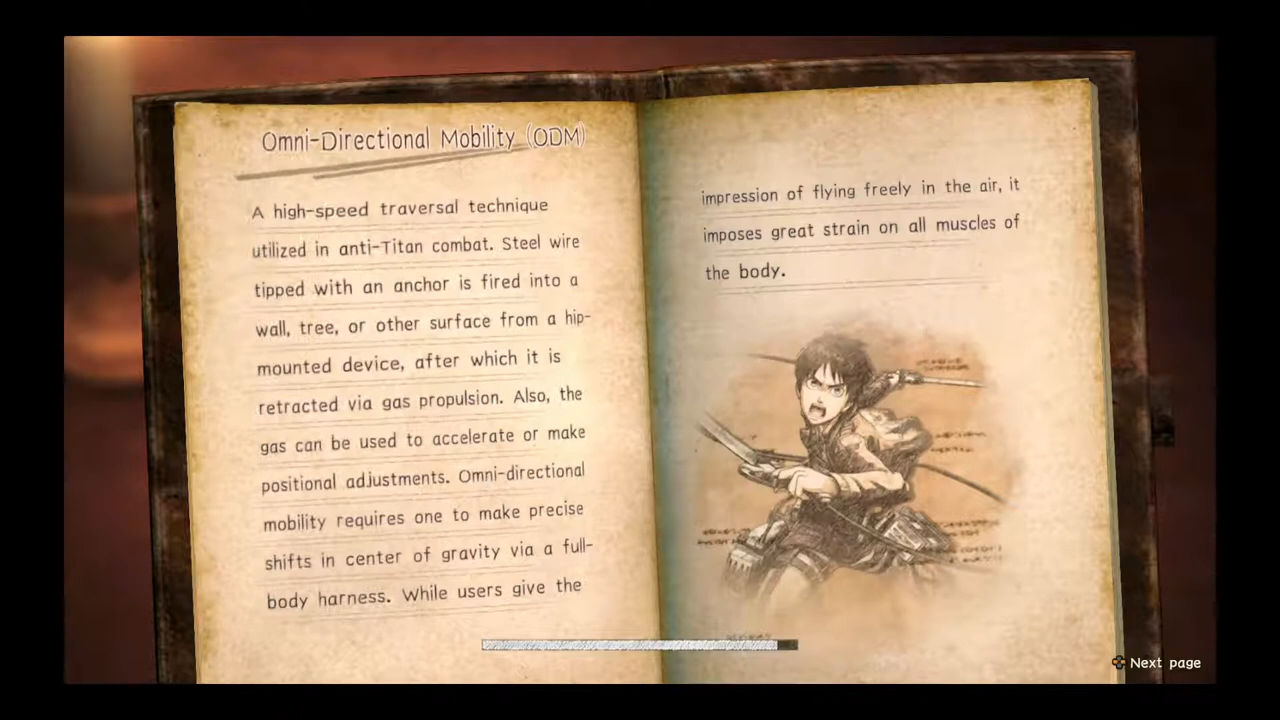 Omni-Directional Mobility (ODM)
A high-speed traversal technique
utilized in anti-Titan combat. Steel wire
tipped with an anchor is fired into a
wall, tree, or other surface from a hip-
mounted device, after which it is
retracted via gas propulsion. Also, the
gas can be used to accelerate or make
positional adjustments. Omni-directional
mobility requires one to make precise
shifts in center of gravity via a full-
body harness. While users give the
impression of flying freely in the air, it
imposes great strain on all muscles of
the body.
Next page